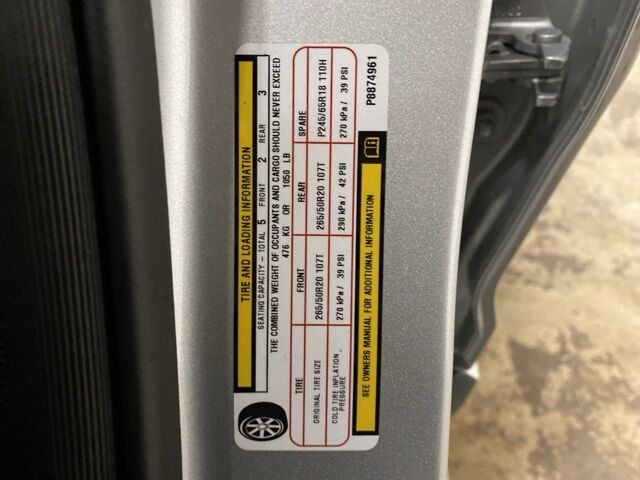 TIRE AND LOADING INFORMATION
SEATING CAPACITY – TOTAL 5 FRONT 2 REAR 3
THE COMBINED WEIGHT OF OCCUPANTS AND CARGO SHOULD NEVER EXCEED
476 KG OR 1050 LB
TIRE FRONT REAR SPARE
ORIGINAL TIRE SIZE 265/50R20 107T 265/50R20 107T P245/65R18 110H
COLD TIRE INFLATION PRESSURE 270 kPa / 39 PSI 290 kPa / 42 PSI 270 kPa / 39 PSI
SEE OWNERS MANUAL FOR ADDITIONAL INFORMATION
P8874961